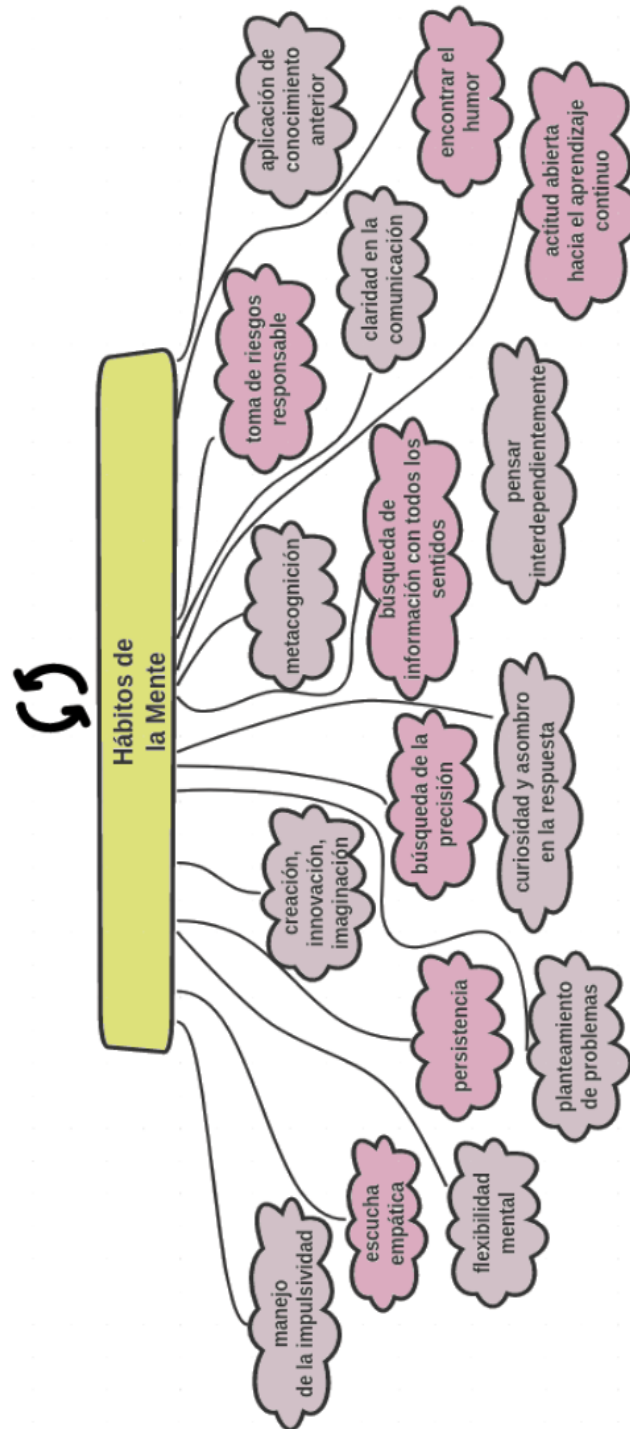 Hábitos de
la Mente
manejo
de la impulsividad
escucha
empática
flexibilidad
mental
persistencia
planteamiento
de problemas
creación,
innovación,
imaginación
búsqueda de la
precisión
curiosidad y asombro
en la respuesta
metacognición
búsqueda de
información con todos los
sentidos
pensar
interdependientemente
toma de riesgos
responsable
claridad en la
comunicación
aplicación de
conocimiento
anterior
encontrar el
humor
actitud abierta
hacia el aprendizaje
continuo